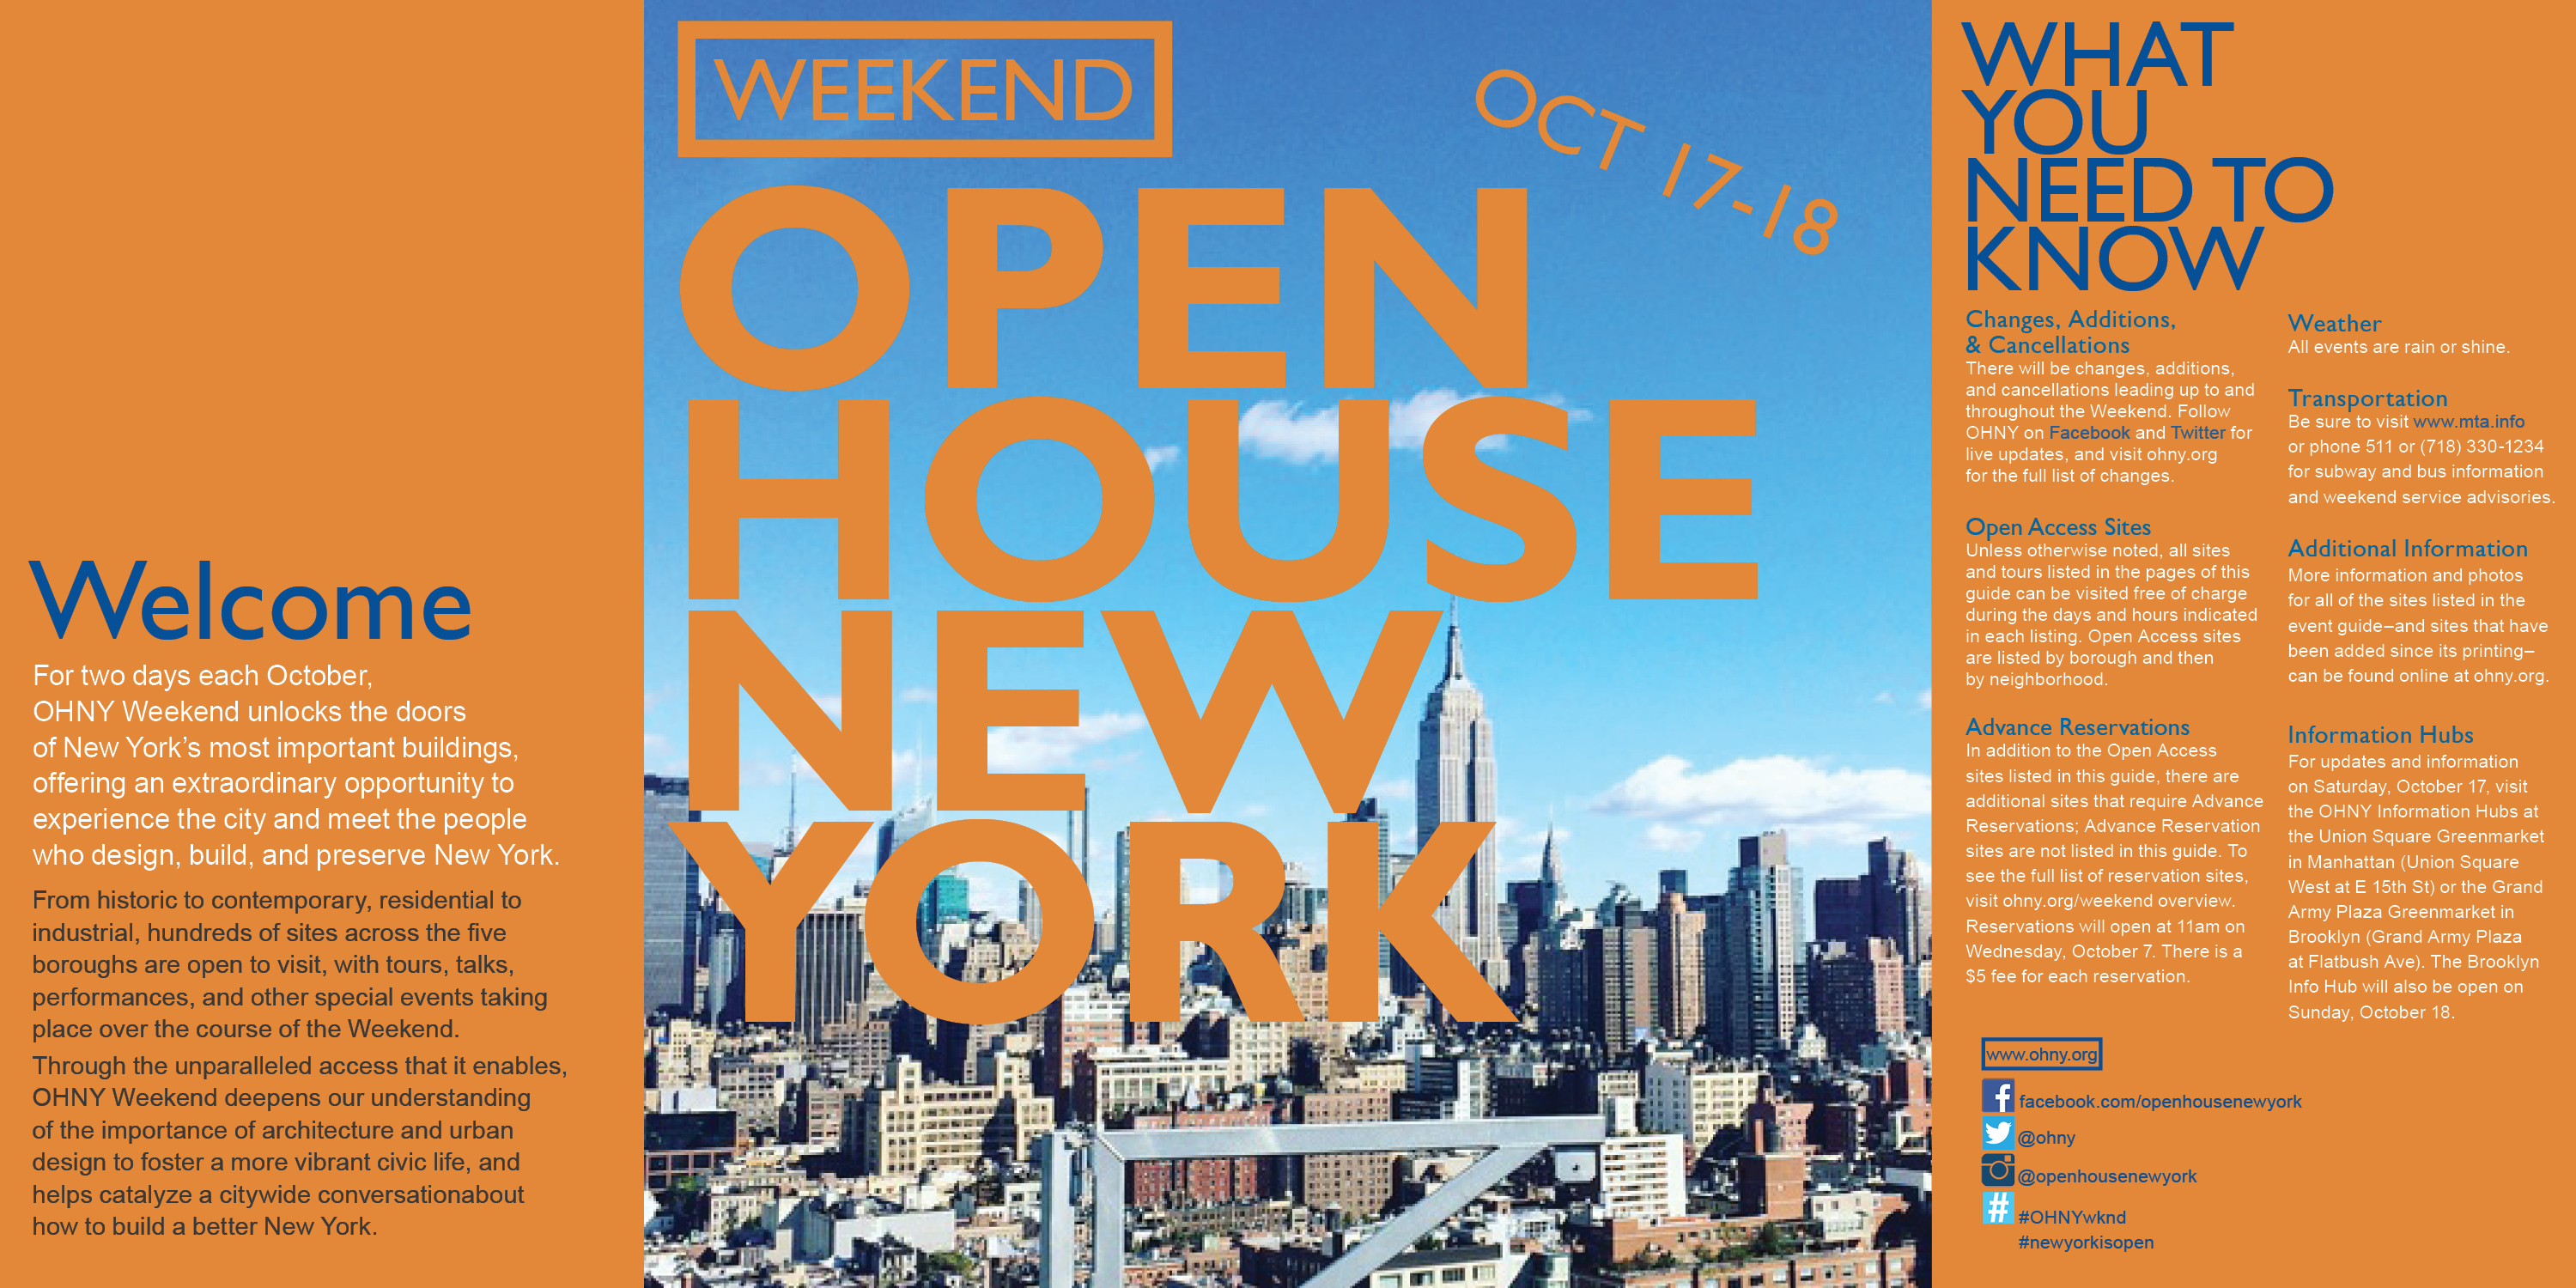 Welcome
For two days each October,
OHNY Weekend unlocks the doors
of New York’s most important buildings,
offering an extraordinary opportunity to
experience the city and meet the people
who design, build, and preserve New York.
From historic to contemporary, residential to
industrial, hundreds of sites across the five
boroughs are open to visit, with tours, talks,
performances, and other special events taking
place over the course of the Weekend.
Through the unparalleled access that it enables,
OHNY Weekend deepens our understanding
of the importance of architecture and urban
design to foster a more vibrant civic life, and
helps catalyze a citywide conversationabout
how to build a better New York.
WEEKEND
OCT 17-18
OPEN
HOUSE
NEW
YORK
WHAT
YOU
NEED TO
KNOW
Changes, Additions,
& Cancellations
There will be changes, additions,
and cancellations leading up to and
throughout the Weekend. Follow
OHNY on Facebook and Twitter for
live updates, and visit ohny.org
for the full list of changes.
Open Access Sites
Unless otherwise noted, all sites
and tours listed in the pages of this
guide can be visited free of charge
during the days and hours indicated
in each listing. Open Access sites
are listed by borough and then
by neighborhood.
Advance Reservations
In addition to the Open Access
sites listed in this guide, there are
additional sites that require Advance
Reservations; Advance Reservation
sites are not listed in this guide. To
see the full list of reservation sites,
visit ohny.org/weekend overview.
Reservations will open at 11am on
Wednesday, October 7. There is a
$5 fee for each reservation.
Weather
All events are rain or shine.
Transportation
Be sure to visit www.mta.info
or phone 511 or (718) 330-1234
for subway and bus information
and weekend service advisories.
Additional Information
More information and photos
for all of the sites listed in the
event guide–and sites that have
been added since its printing–
can be found online at ohny.org.
Information Hubs
For updates and information
on Saturday, October 17, visit
the OHNY Information Hubs at
the Union Square Greenmarket
in Manhattan (Union Square
West at E 15th St) or the Grand
Army Plaza Greenmarket in
Brooklyn (Grand Army Plaza
at Flatbush Ave). The Brooklyn
Info Hub will also be open on
Sunday, October 18.
www.ohny.org
facebook.com/openhousenewyork
@ohny
@openhousenewyork
# #OHNYwknd
#newyorkisopen